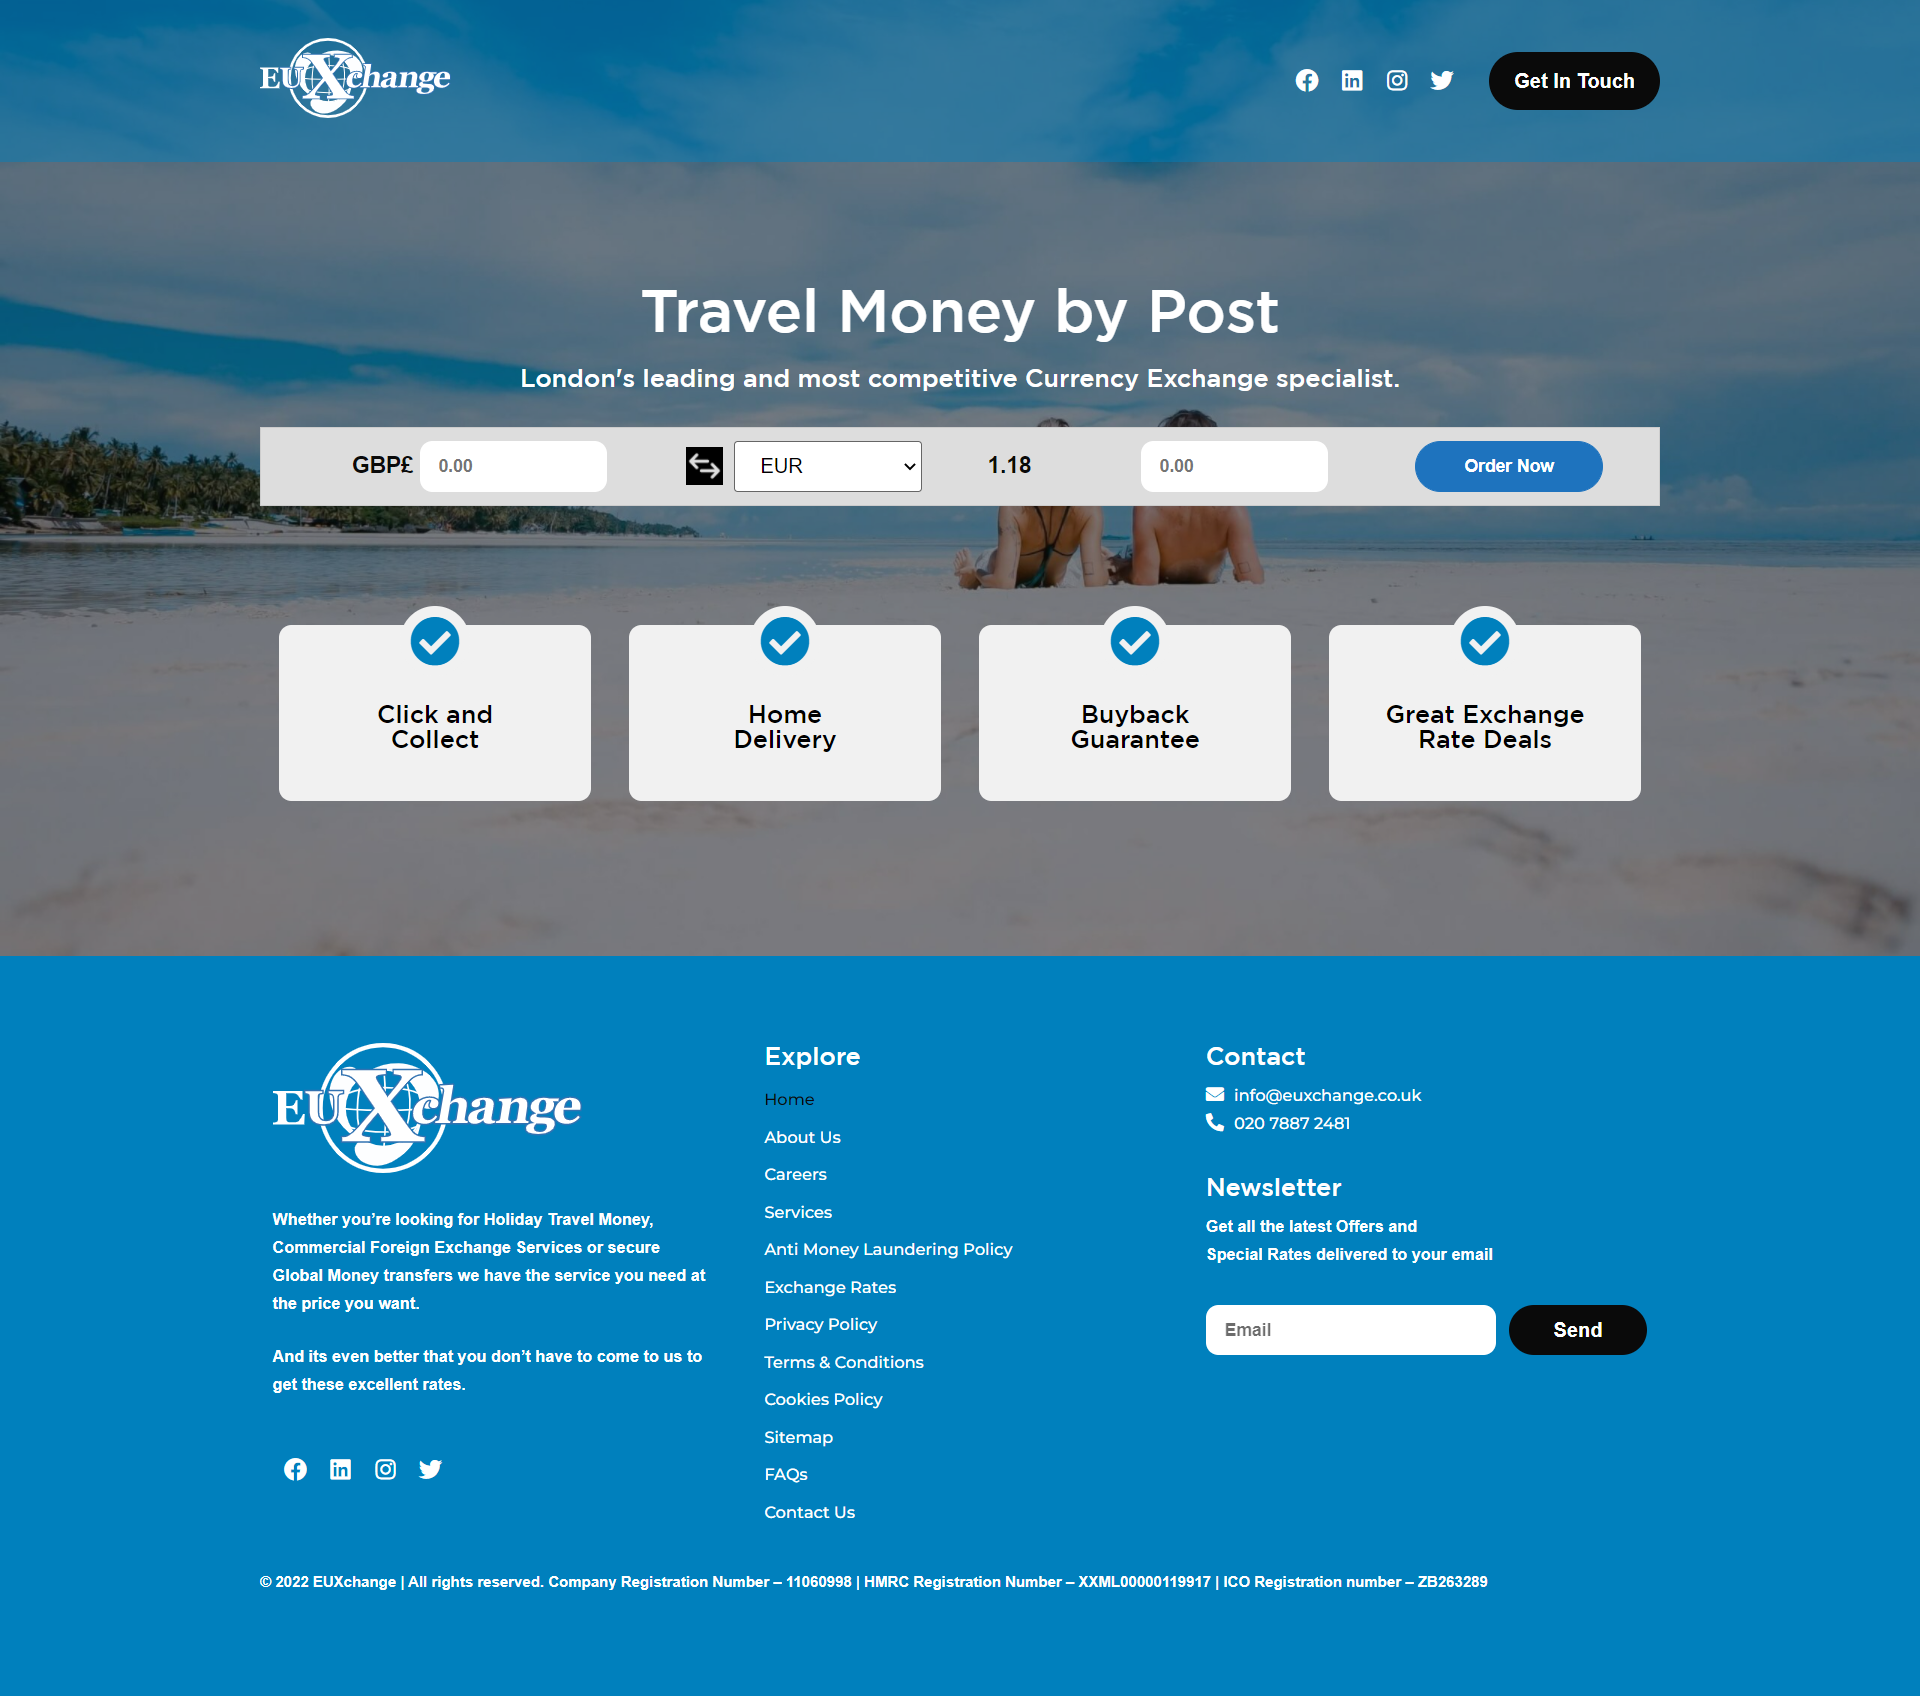 EUXchange
Get In Touch
Travel Money by Post
London's leading and most competitive Currency Exchange specialist.
GBP£ 0.00 EUR 1.18 0.00 Order Now
Click and
Collect
Home
Delivery
Buyback
Guarantee
Great Exchange
Rate Deals
EUXchange
Whether you’re looking for Holiday Travel Money,
Commercial Foreign Exchange Services or secure
Global Money transfers we have the service you need at
the price you want.
And its even better that you don’t have to come to us to
get these excellent rates.
Explore
Home
About Us
Careers
Services
Anti Money Laundering Policy
Exchange Rates
Privacy Policy
Terms & Conditions
Cookies Policy
Sitemap
FAQs
Contact Us
Contact
info@euxchange.co.uk
020 7887 2481
Newsletter
Get all the latest Offers and
Special Rates delivered to your email
Email
Send
© 2022 EUXchange | All rights reserved. Company Registration Number – 11060998 | HMRC Registration Number – XXML00000119917 | ICO Registration number – ZB263289